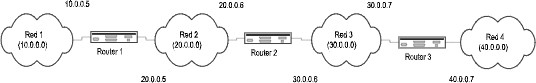 10.0.0.5
20.0.0.6
30.0.0.7
Red 1
(10.0.0.0)
Router 1
Red 2
(20.0.0.0)
Router 2
Red 3
(30.0.0.0)
Router 3
Red 4
(40.0.0.0)
20.0.0.5
30.0.0.6
40.0.0.7